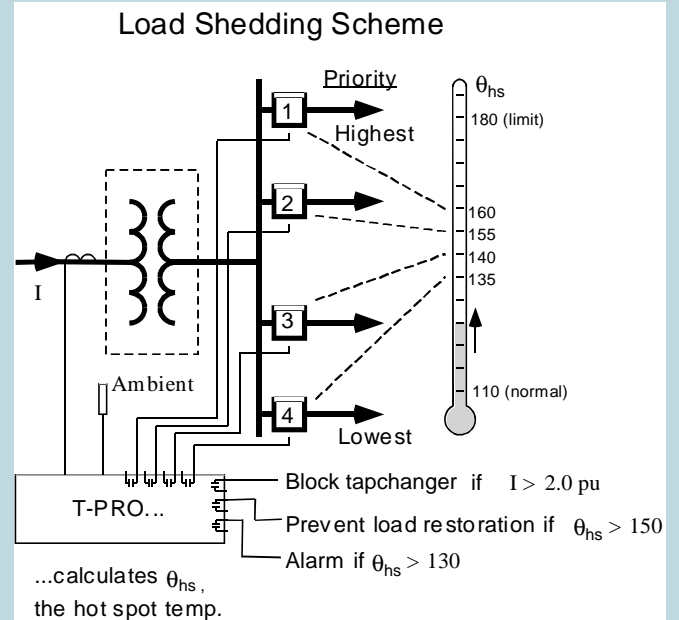 Load Shedding Scheme
Priority
θhs
1
180 (limit)
Highest
2
160
155
140
135
I
3
Ambient
110 (normal)
4
Lowest
Block tapchanger if I > 2.0 pu
T-PRO...
Prevent load restoration if θhs > 150
Alarm if θhs > 130
...calculates θhs,
the hot spot temp.